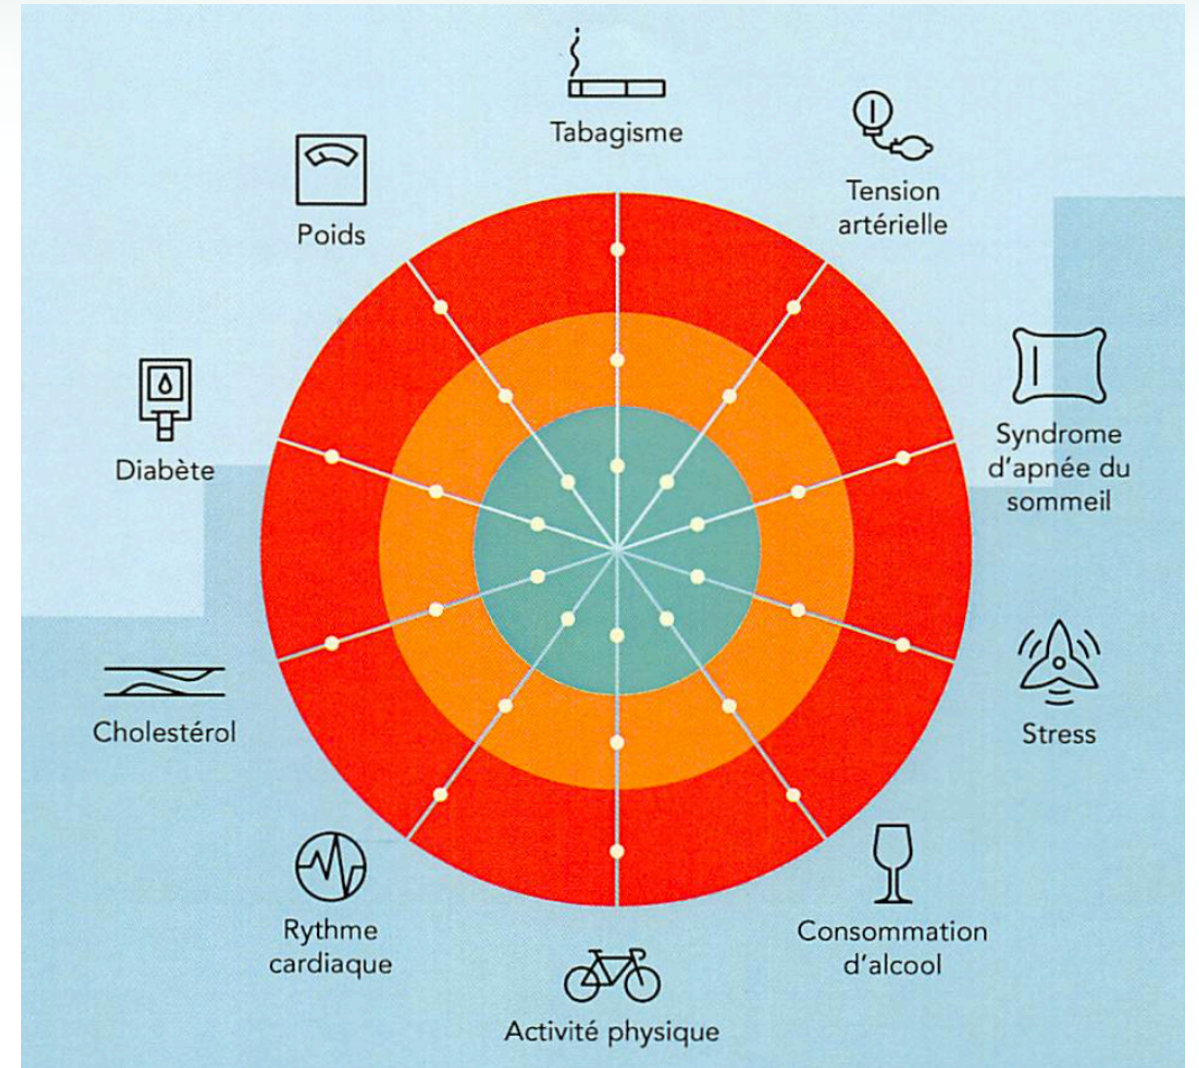 Tabagisme
Tension
artérielle
Syndrome
d'apnée du
sommeil
Stress
Consommation
d'alcool
Activité physique
Rythme
cardiaque
Cholestérol
Diabète
Poids